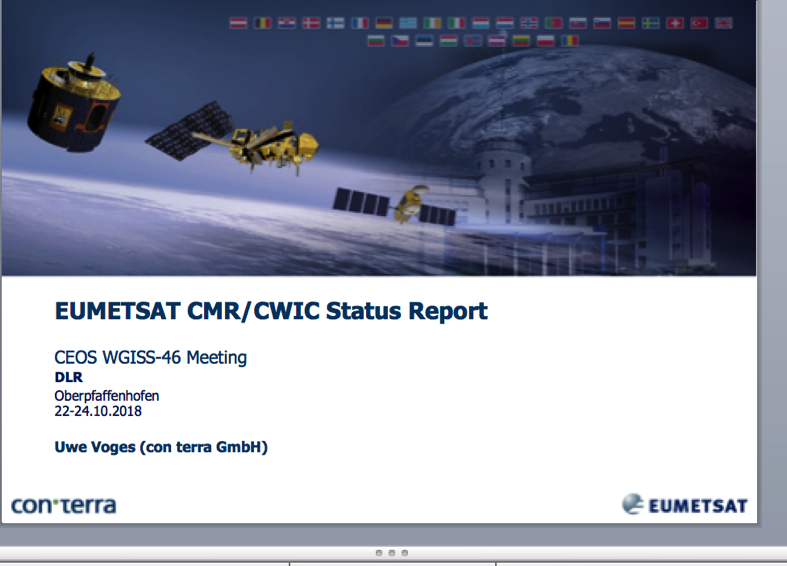 EUMETSAT CMR/CWIC Status Report
CEOS WGISS-46 Meeting
DLR
Oberpfaffenhofen
22-24.10.2018
Uwe Voges (con terra GmbH)
con terra
EUMETSAT